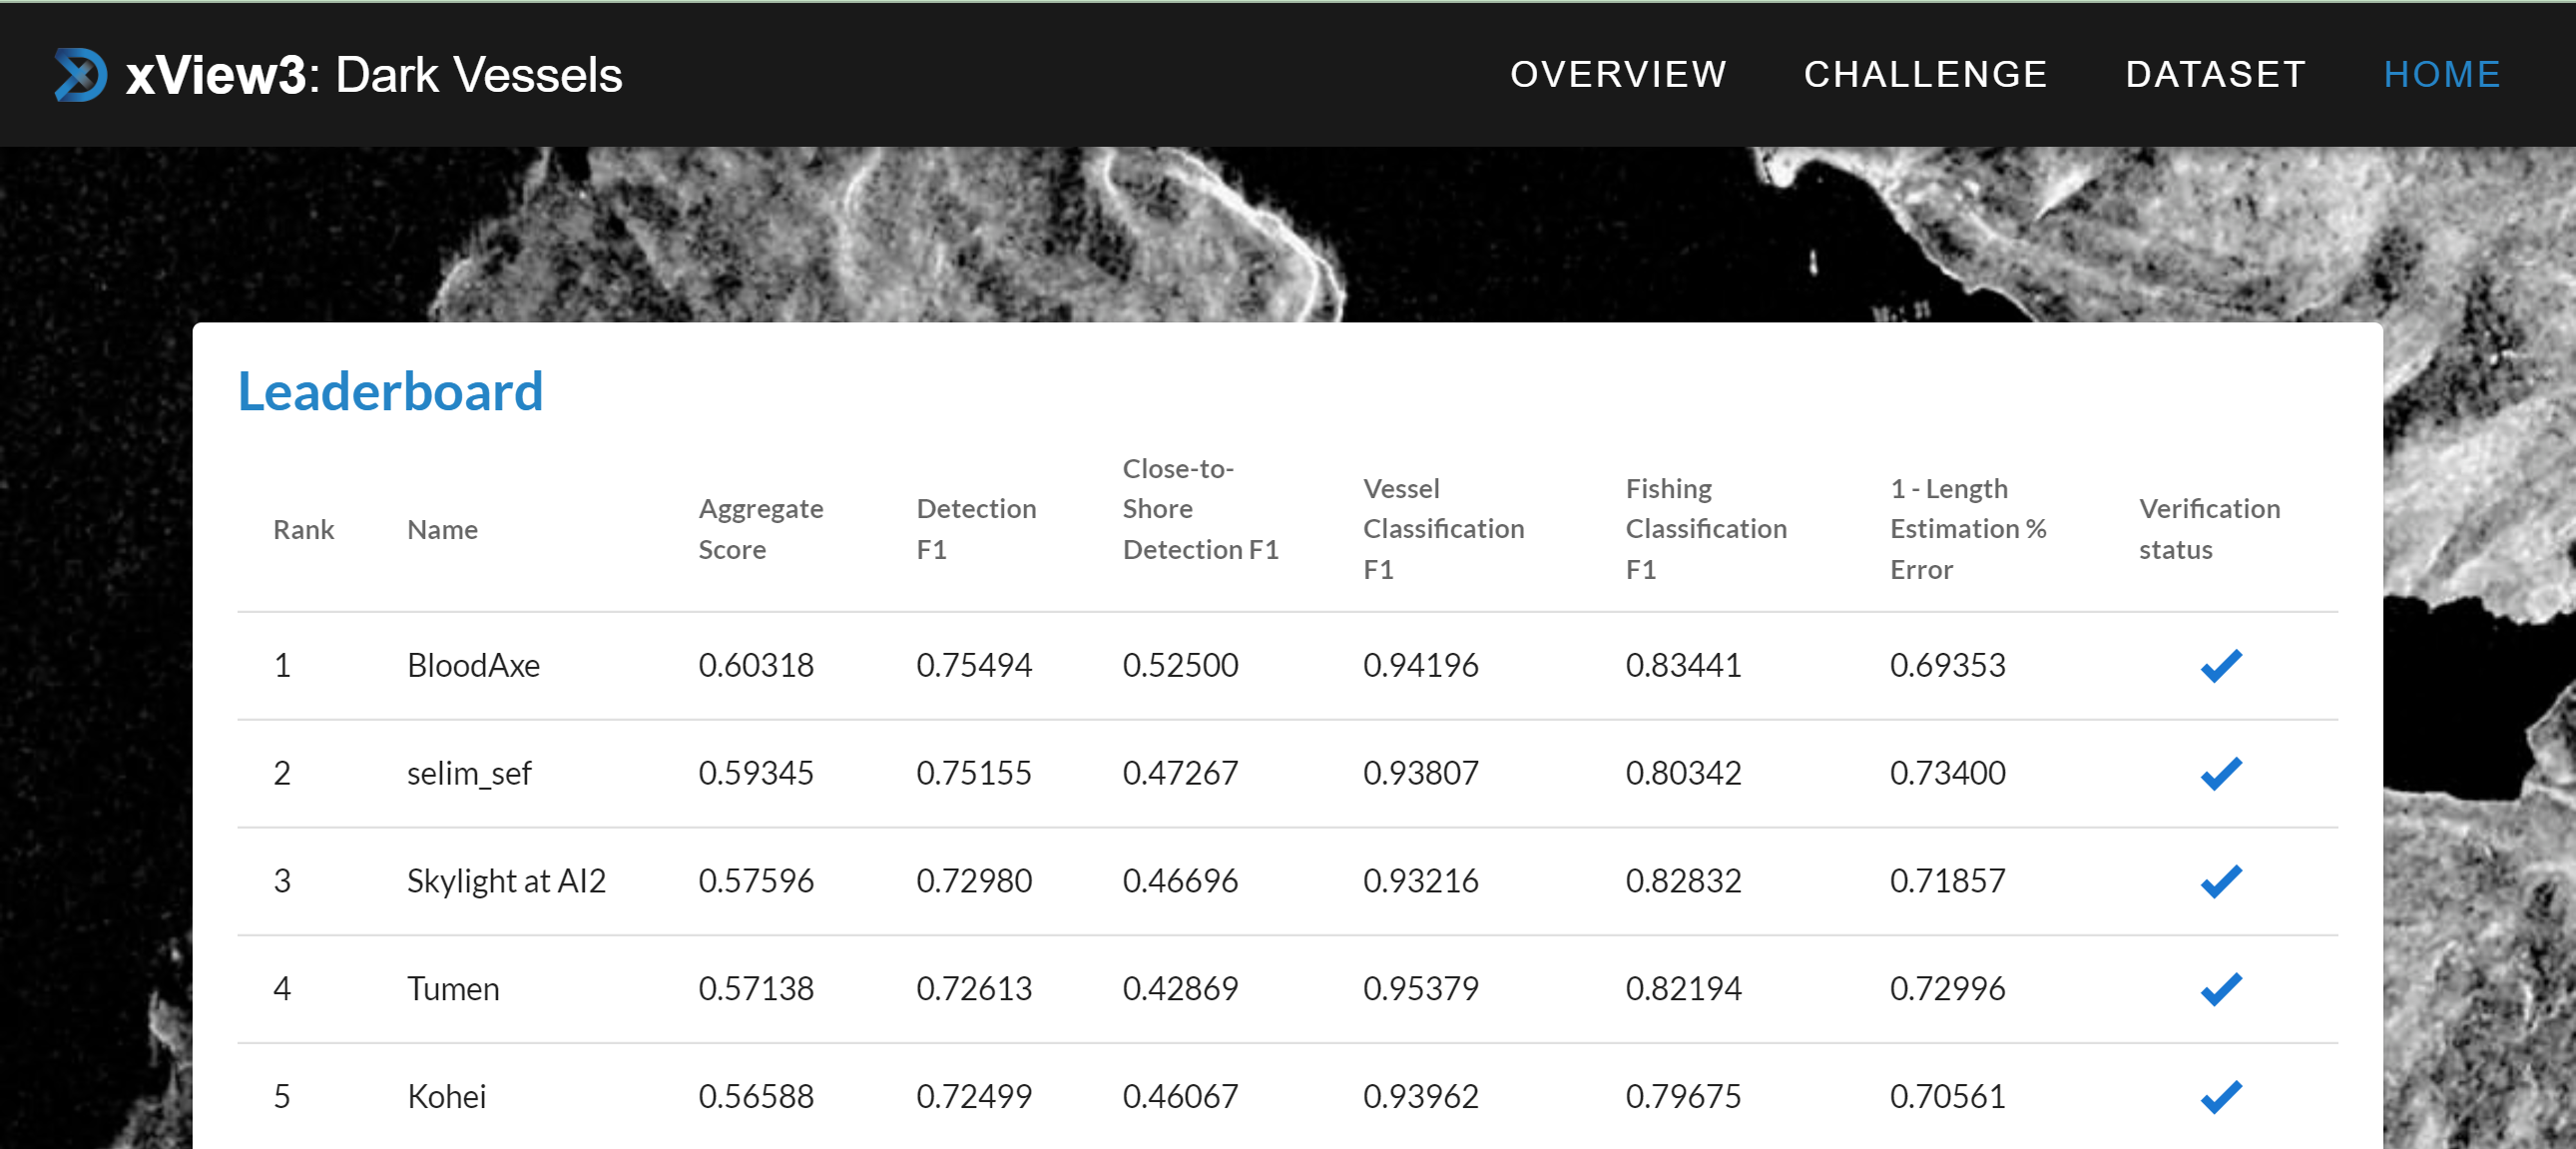 xView3: Dark Vessels
OVERVIEW CHALLENGE DATASET HOME
Leaderboard
Rank Name Aggregate Score Detection F1 Close-to-Shore Detection F1 Vessel Classification F1 Fishing Classification F1 1 - Length Estimation % Error Verification status
1 BloodAxe 0.60318 0.75494 0.52500 0.94196 0.83441 0.69353
2 selim_sef 0.59345 0.75155 0.47267 0.93807 0.80342 0.73400
3 Skylight at AI2 0.57596 0.72980 0.46696 0.93216 0.82832 0.71857
4 Tumen 0.57138 0.72613 0.42869 0.95379 0.82194 0.72996
5 Kohei 0.56588 0.72499 0.46067 0.93962 0.79675 0.70561